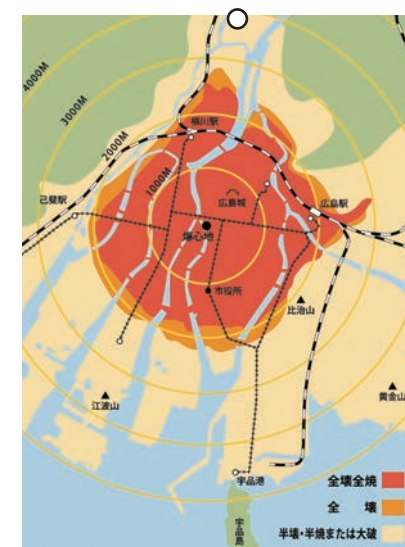 4000M
3000M
2000M
1000M
横川駅
己斐駅
広島城
広島駅
爆心地
市役所
比治山
江波山
黄金山
宇品港
宇品島
全壊全焼
全 壊
半壊・半焼または大破